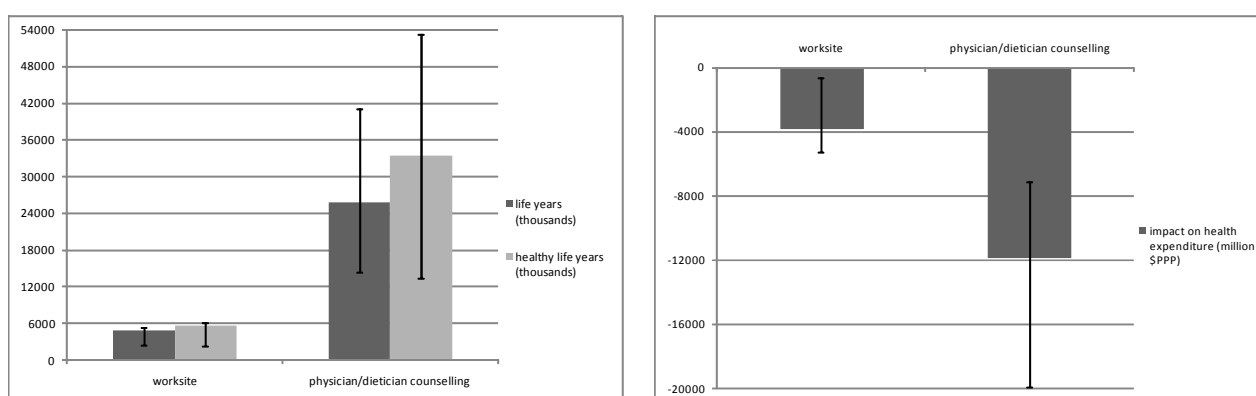 54000
48000
42000
36000
30000
24000
18000
12000
6000
0
worksite
physician/dietician counselling
life years
(thousands)
healthy life years
(thousands)
worksite
physician/dietician counselling
0
-4000
-8000
-12000
-16000
-20000
impact on health
expenditure (million
$PPP)